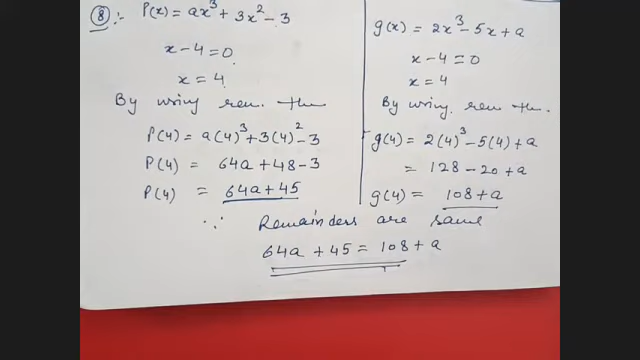 ⑧:- P(x) = ax³ + 3x² - 3
x - 4 = 0
x = 4
By using rem. thm
P(4) = a(4)³ + 3(4)² - 3
P(4) = 64a + 48 - 3
P(4) = 64a + 45
g(x) = 2x³ - 5x + a
x - 4 = 0
x = 4
By using rem thm.
g(4) = 2(4)³ - 5(4) + a
= 128 - 20 + a
g(4) = 108 + a
∵ Remainders are same
64a + 45 = 108 + a